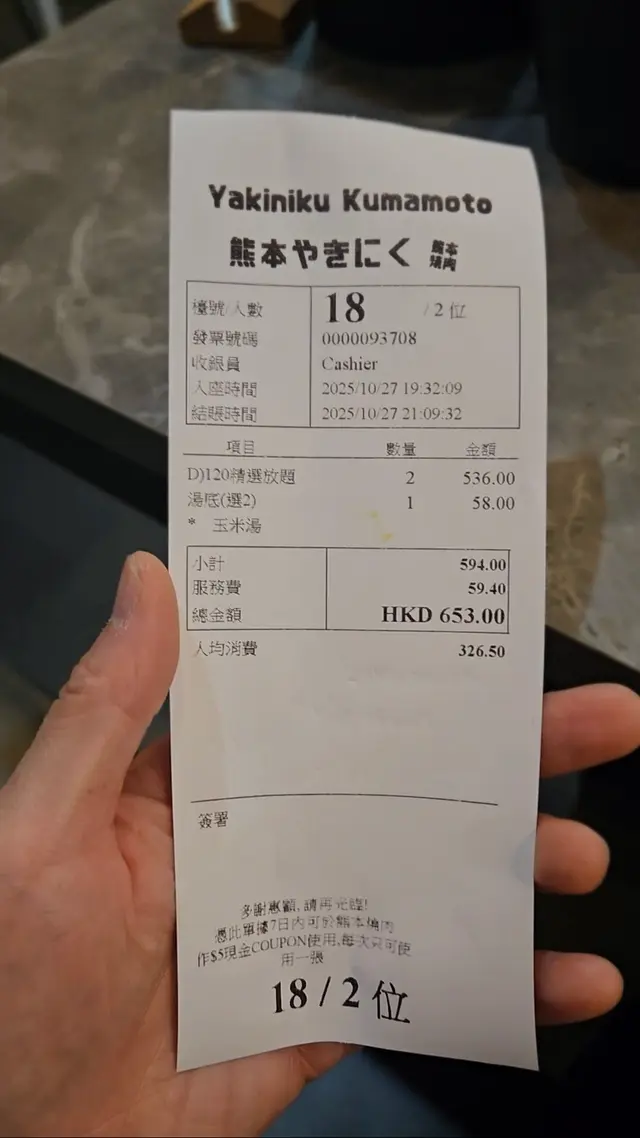 Yakiniku Kumamoto
熊本やきにく 熊本燒肉
檯號/人數 18 / 2 位
發票號碼 0000093708
收銀員 Cashier
入座時間 2025/10/27 19:32:09
結賬時間 2025/10/27 21:09:32
項目 數量 金額
D)120精選放題 2 536.00
湯底(選2) 1 58.00
* 玉米湯
小計 594.00
服務費 59.40
總金額 HKD 653.00
人均消費 326.50
簽署
多謝惠顧, 請再光臨!
憑此單據7日內可於熊本燒肉
作$5現金COUPON使用,每次只可使
用一張
18 / 2 位